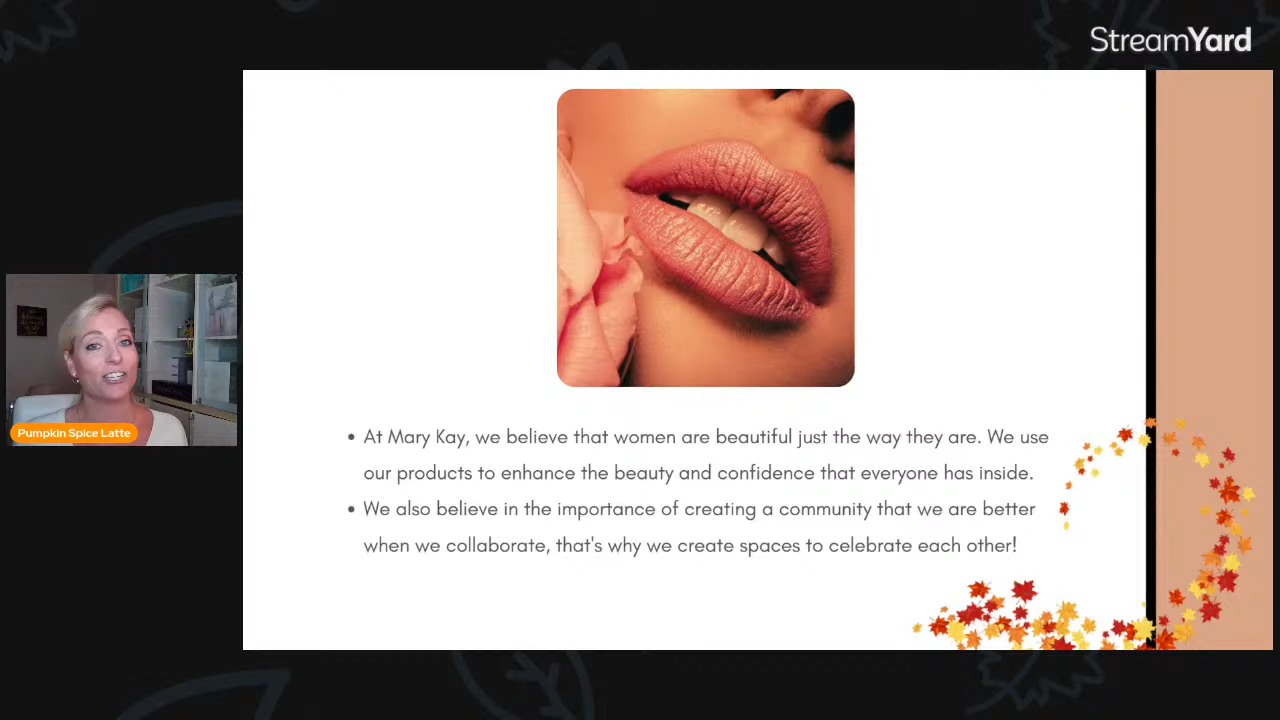 StreamYard
Pumpkin Spice Latte
• At Mary Kay, we believe that women are beautiful just the way they are. We use
our products to enhance the beauty and confidence that everyone has inside.
• We also believe in the importance of creating a community that we are better
when we collaborate, that's why we create spaces to celebrate each other!